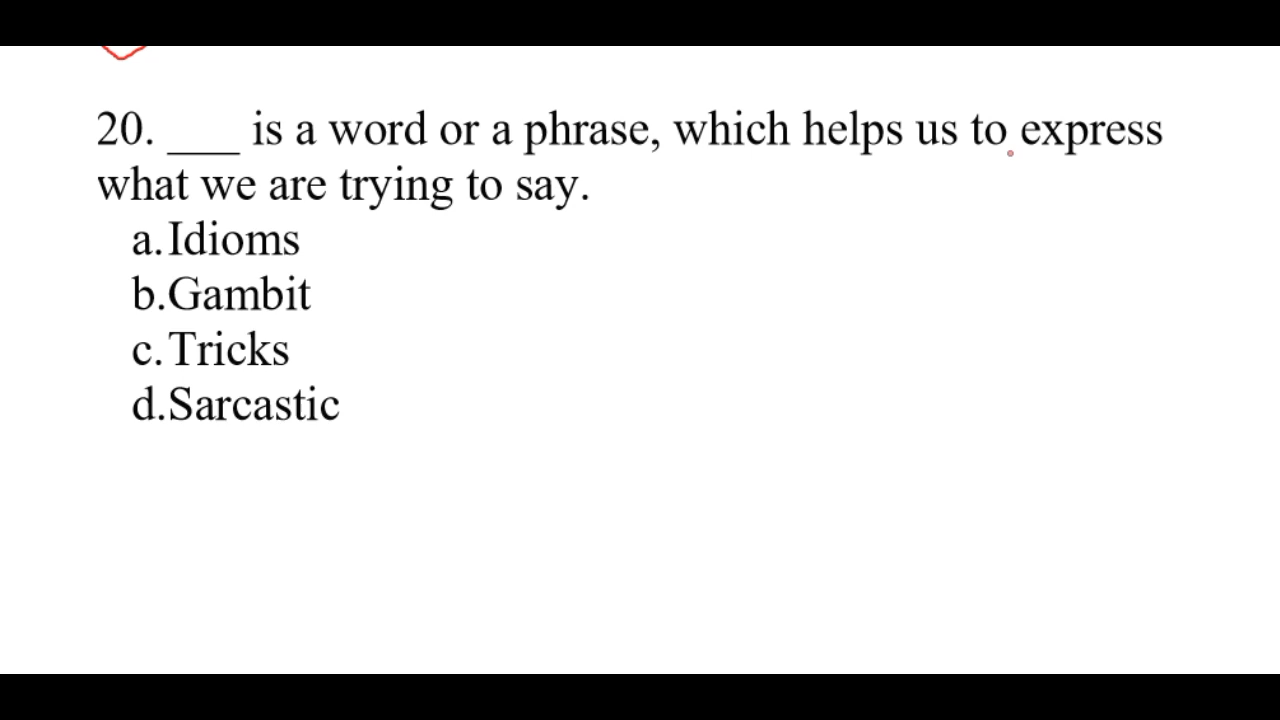 20. ___ is a word or a phrase, which helps us to express
what we are trying to say.
a. Idioms
b. Gambit
c. Tricks
d. Sarcastic